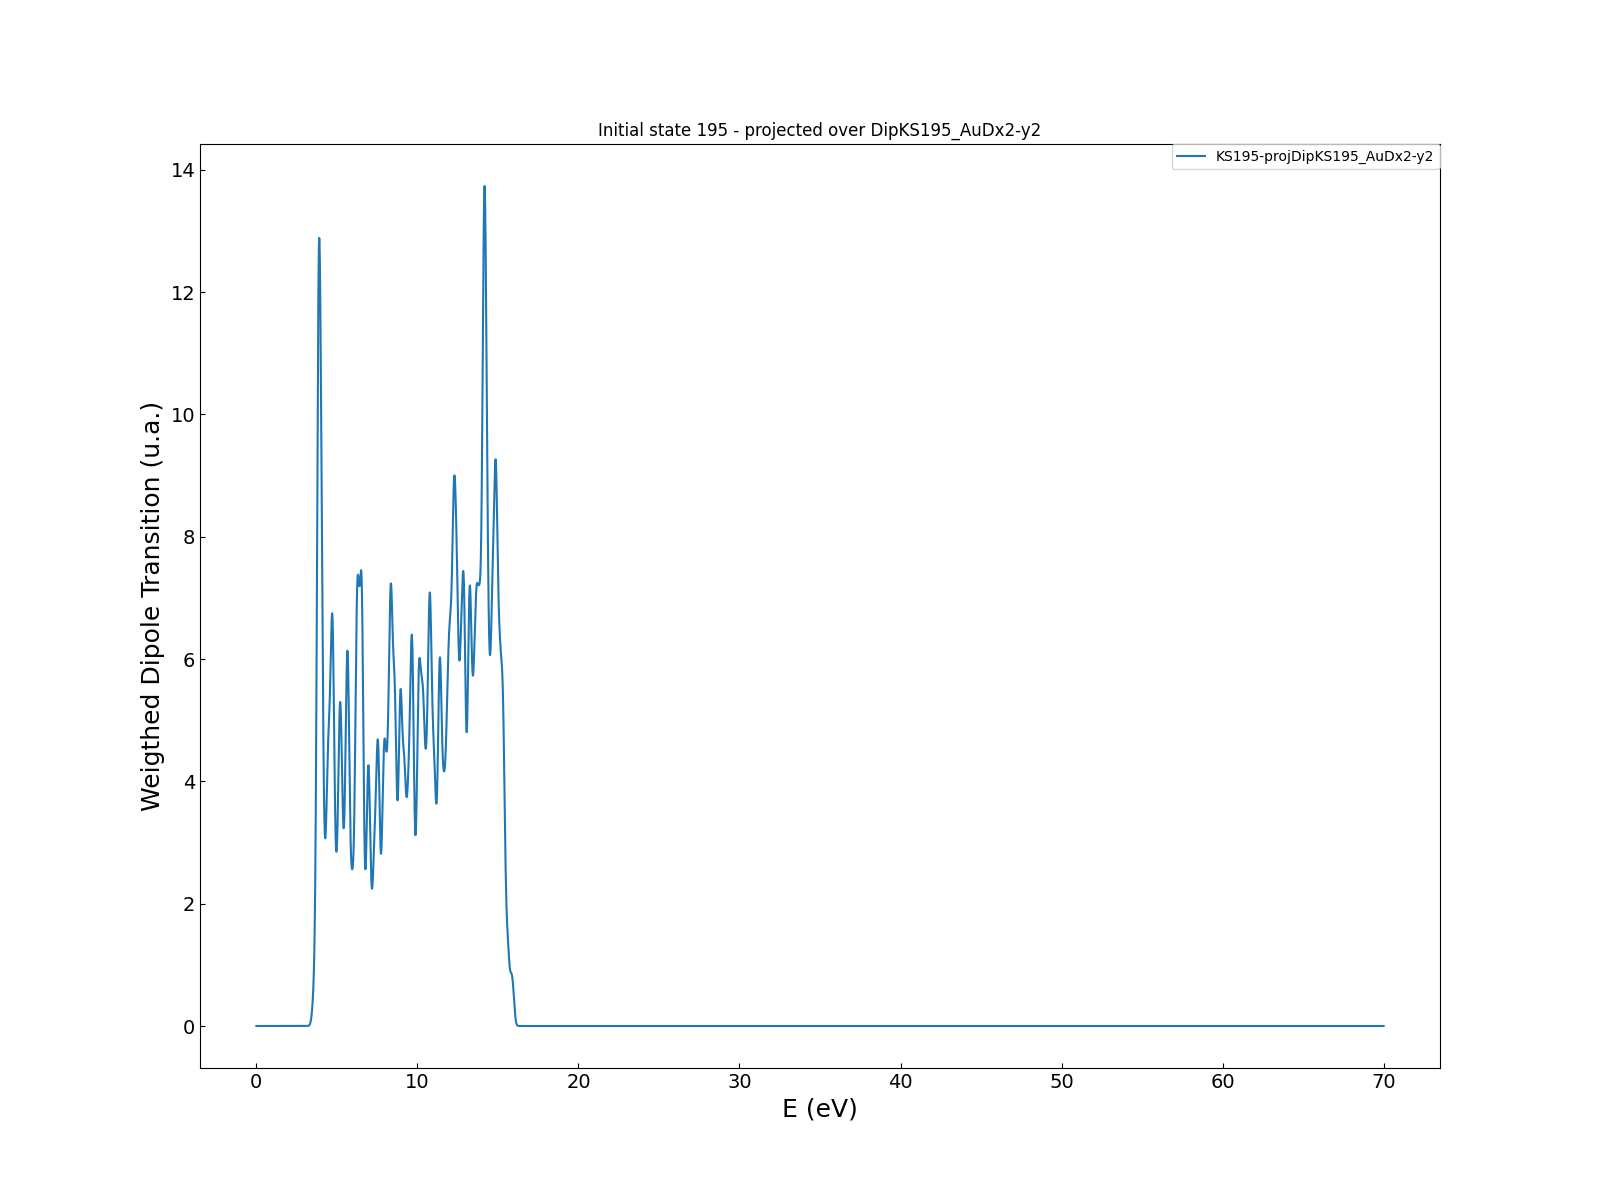 Initial state 195 - projected over DipKS195_AuDx2-y2
KS195-projDipKS195_AuDx2-y2
Weigthed Dipole Transition (u.a.)
14
12
10
8
6
4
2
0
0 10 20 30 40 50 60 70
E (eV)